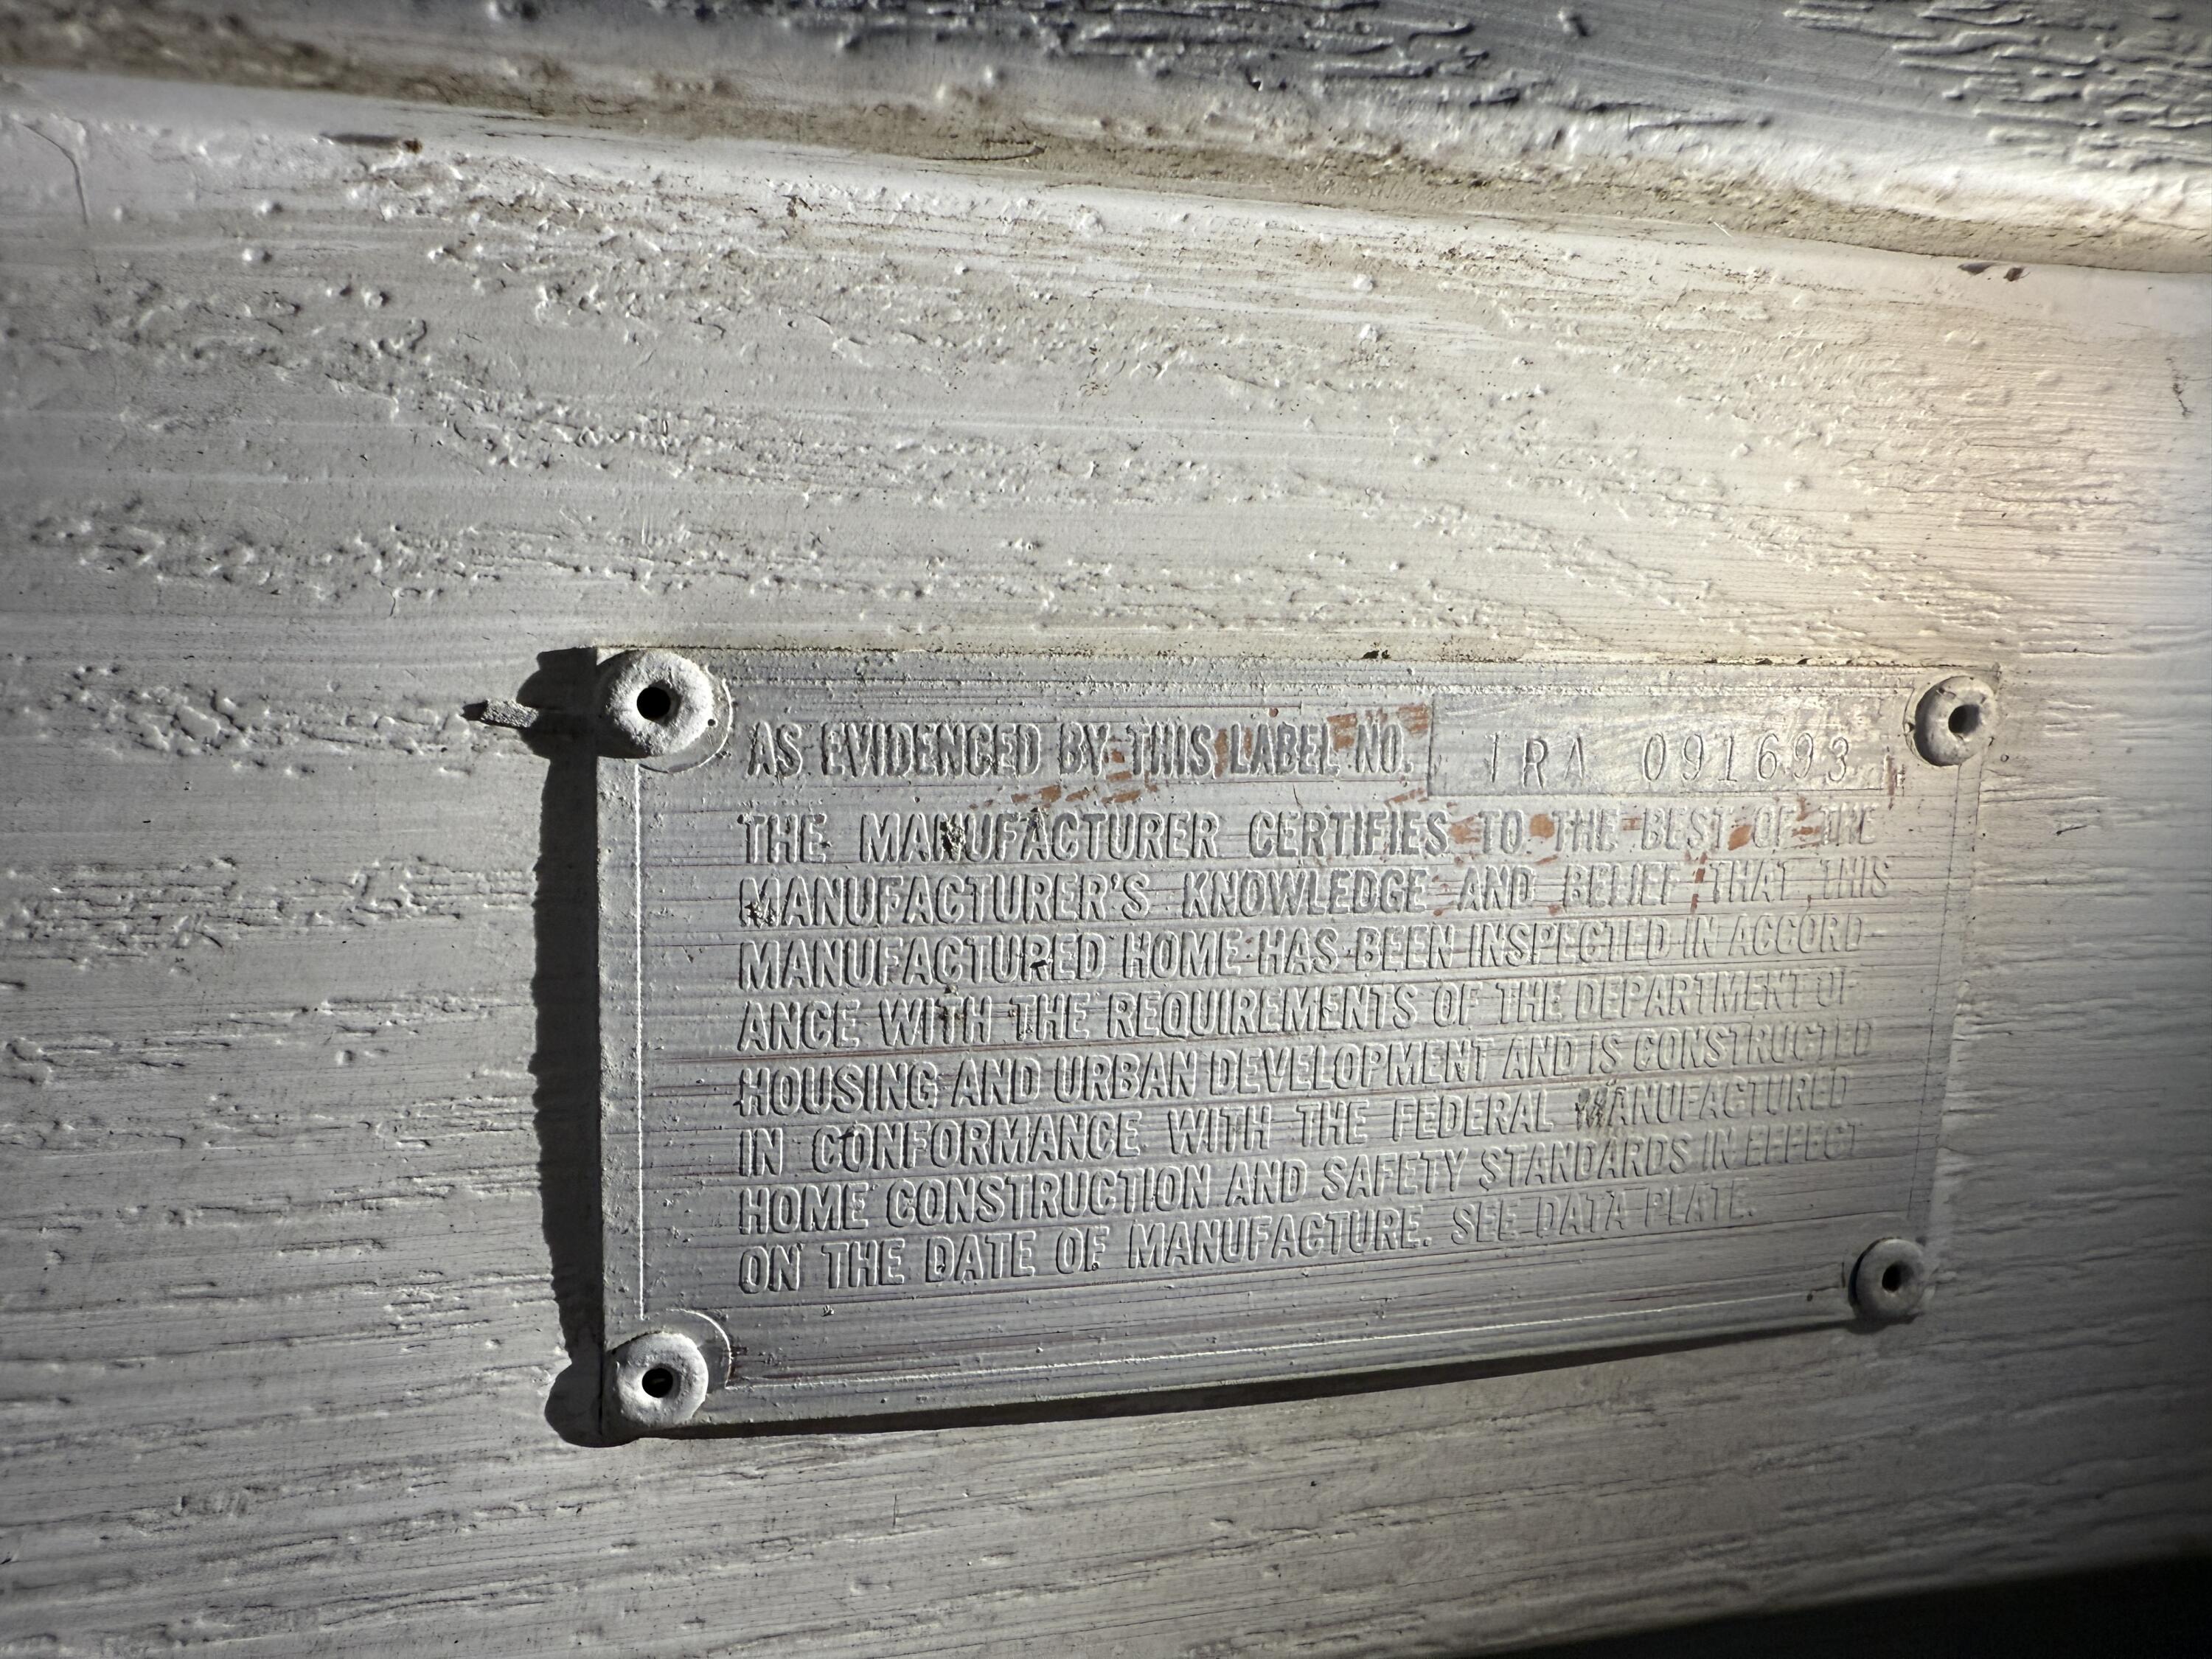 AS EVIDENCED BY THIS LABEL NO. TRA 091693
THE MANUFACTURER CERTIFIES TO THE BEST OF THE
MANUFACTURER'S KNOWLEDGE AND BELIEF THAT THIS
MANUFACTURED HOME HAS BEEN INSPECTED IN ACCORD-
ANCE WITH THE REQUIREMENTS OF THE DEPARTMENT OF
HOUSING AND URBAN DEVELOPMENT AND IS CONSTRUCTED
IN CONFORMANCE WITH THE FEDERAL MANUFACTURED
HOME CONSTRUCTION AND SAFETY STANDARDS IN EFFECT
ON THE DATE OF MANUFACTURE. SEE DATA PLATE.